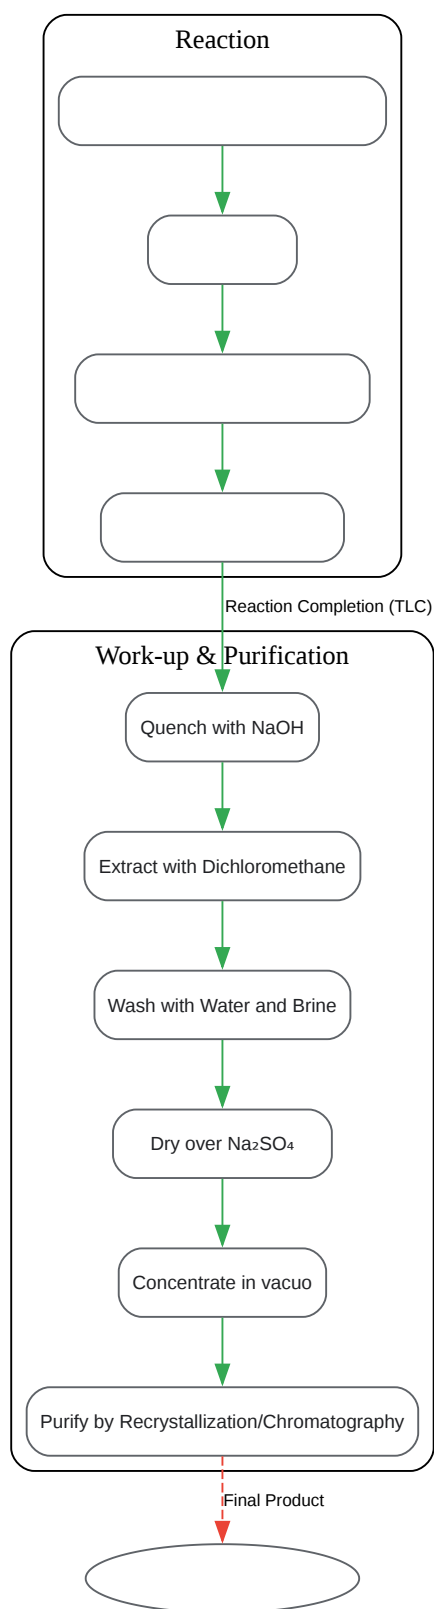 Reaction
Reaction Completion (TLC)
Work-up & Purification
Quench with NaOH
Extract with Dichloromethane
Wash with Water and Brine
Dry over Na₂SO₄
Concentrate in vacuo
Purify by Recrystallization/Chromatography
Final Product